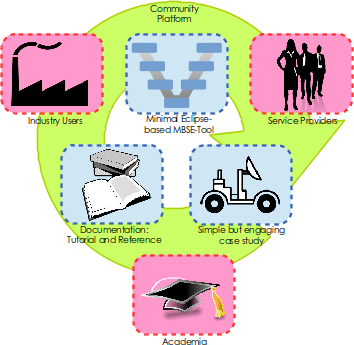 Community
Platform
Industry Users
Minimal Eclipse-
based MBSE-Tool
Service Providers
Documentation:
Tutorial and Reference
Simple but engaging
case study
Academia